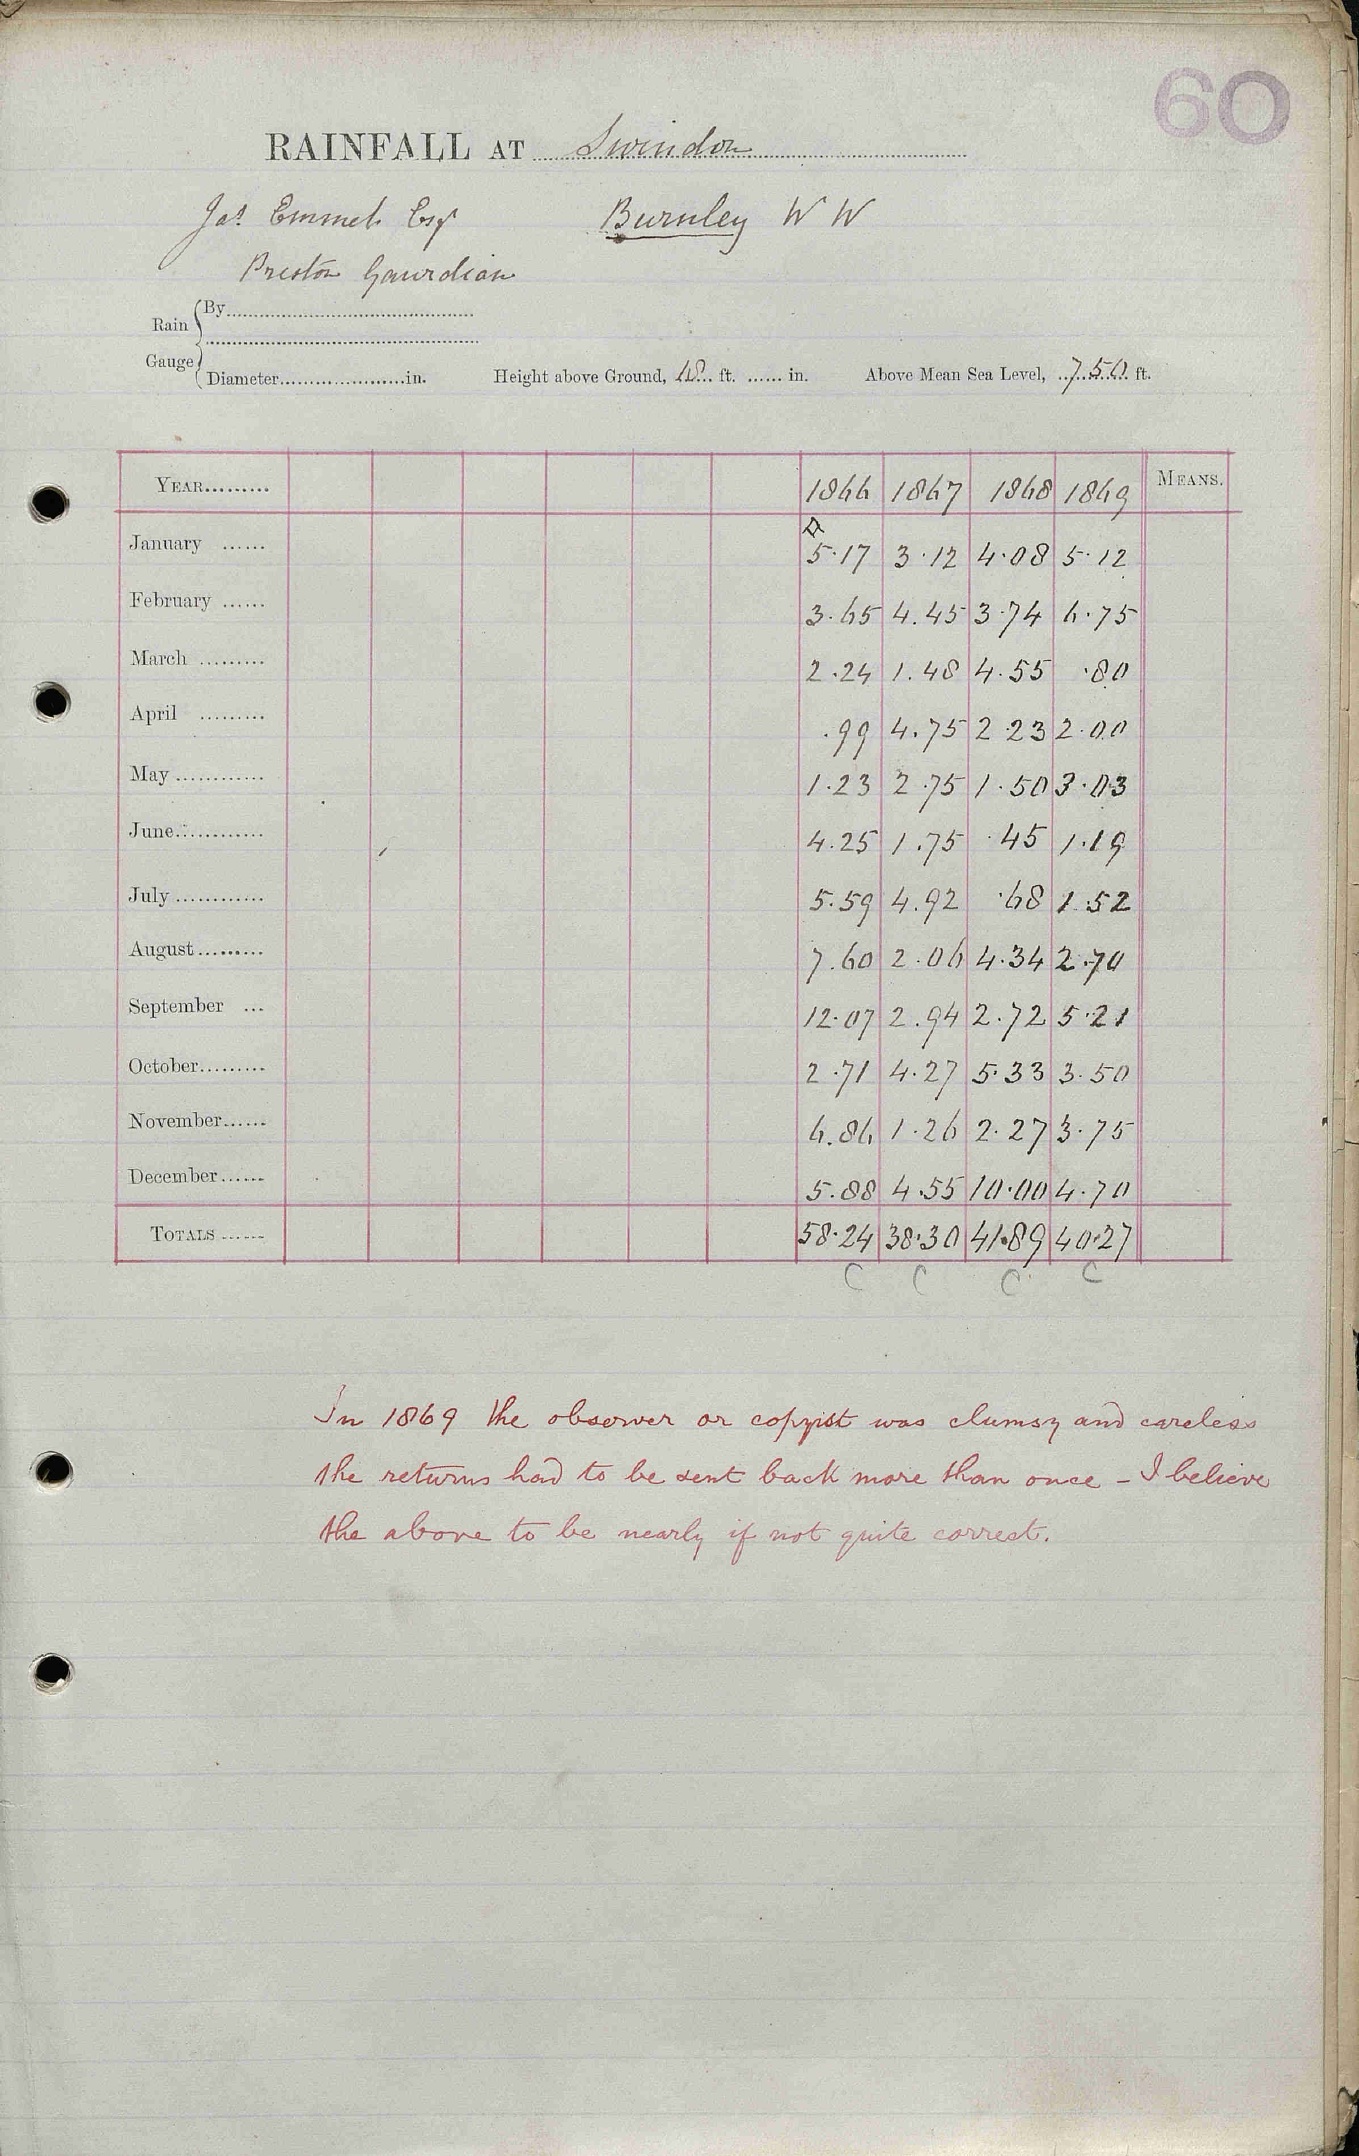 60
RAINFALL AT Swindon
Jas Emmet Esqr Burnley W W
Preston Gaurdian
Rain Gauge
By
Diameter in. Height above Ground, ft. in. Above Mean Sea Level, 750 ft.
YEAR 1866 1867 1868 1869 MEANS.
January 5.17 3.12 4.08 5.12
February 3.65 4.45 3.74 6.75
March 2.24 1.48 4.55 .80
April .99 4.75 2.23 2.00
May 1.23 2.75 1.50 3.03
June 4.25 1.75 .45 1.19
July 5.59 4.92 .68 1.52
August 7.60 2.06 4.34 2.70
September 12.07 2.94 2.72 5.21
October 2.71 4.27 5.33 3.50
November 6.86 1.26 2.27 3.75
December 5.88 4.55 10.00 4.70
TOTALS 58.24 38.30 41.89 40.27
C C C C
In 1869 the observer or copyist was clumsy and careless
the returns had to be sent back more than once - I believe
the above to be nearly if not quite correct.